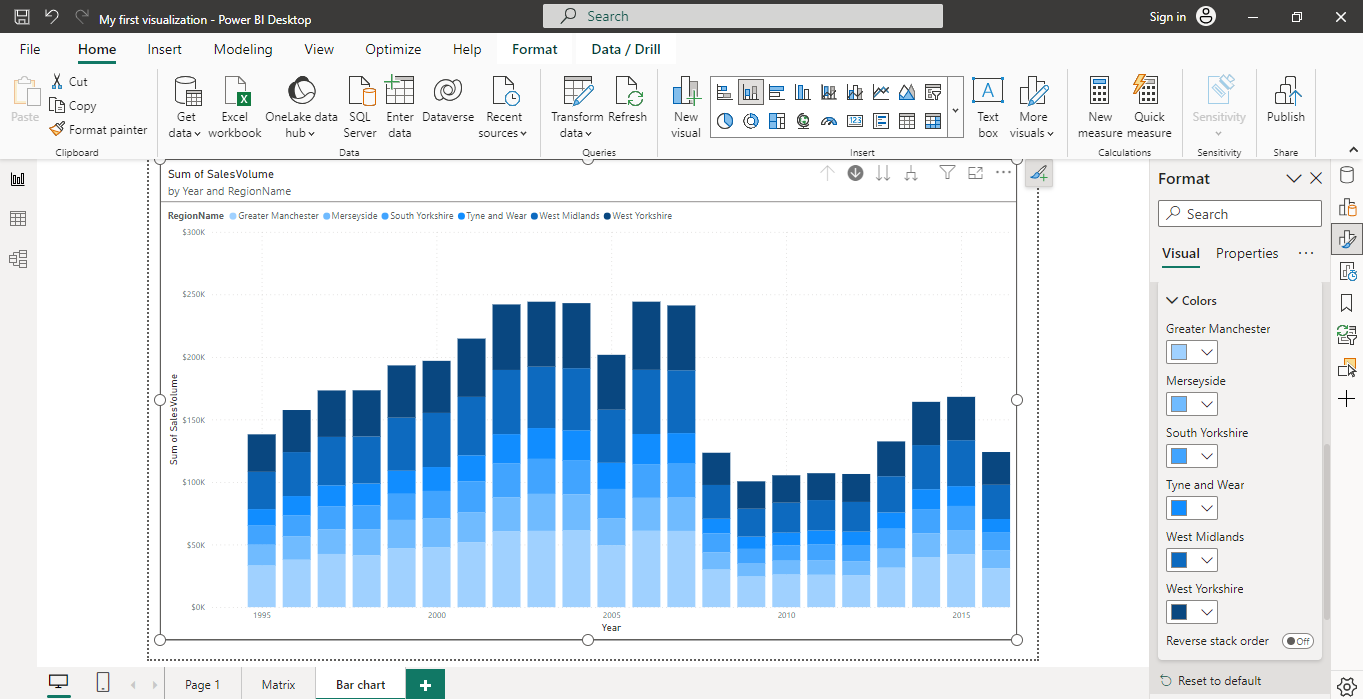 My first visualization - Power BI Desktop
Search
Sign in
File Home Insert Modeling View Optimize Help Format Data / Drill
Paste
Cut
Copy
Format painter
Clipboard
Get data
Excel workbook
OneLake data hub
SQL Server
Enter data
Dataverse
Recent sources
Data
Transform data
Refresh
Queries
New visual
123
A
Text box
More visuals
Insert
New measure
Quick measure
Calculations
Sensitivity
Sensitivity
Publish
Share
Sum of SalesVolume
by Year and RegionName
RegionName Greater Manchester Merseyside South Yorkshire Tyne and Wear West Midlands West Yorkshire
$300K
$250K
$200K
$150K
$100K
$50K
$0K
Sum of SalesVolume
1995 2000 2005 2010 2015
Year
Format
Search
Visual Properties
Colors
Greater Manchester
Merseyside
South Yorkshire
Tyne and Wear
West Midlands
West Yorkshire
Reverse stack order Off
Reset to default
Page 1 Matrix Bar chart